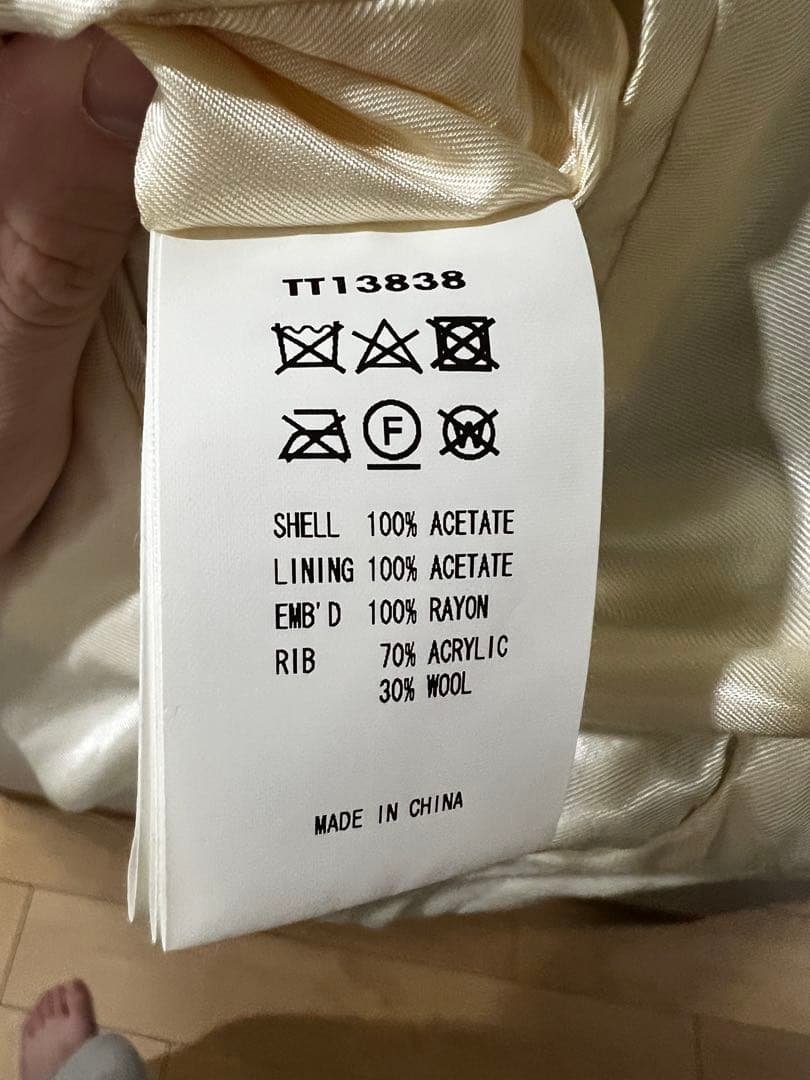 TT13838
F W
SHELL 100% ACETATE
LINING 100% ACETATE
EMB'D 100% RAYON
RIB 70% ACRYLIC
30% WOOL
MADE IN CHINA